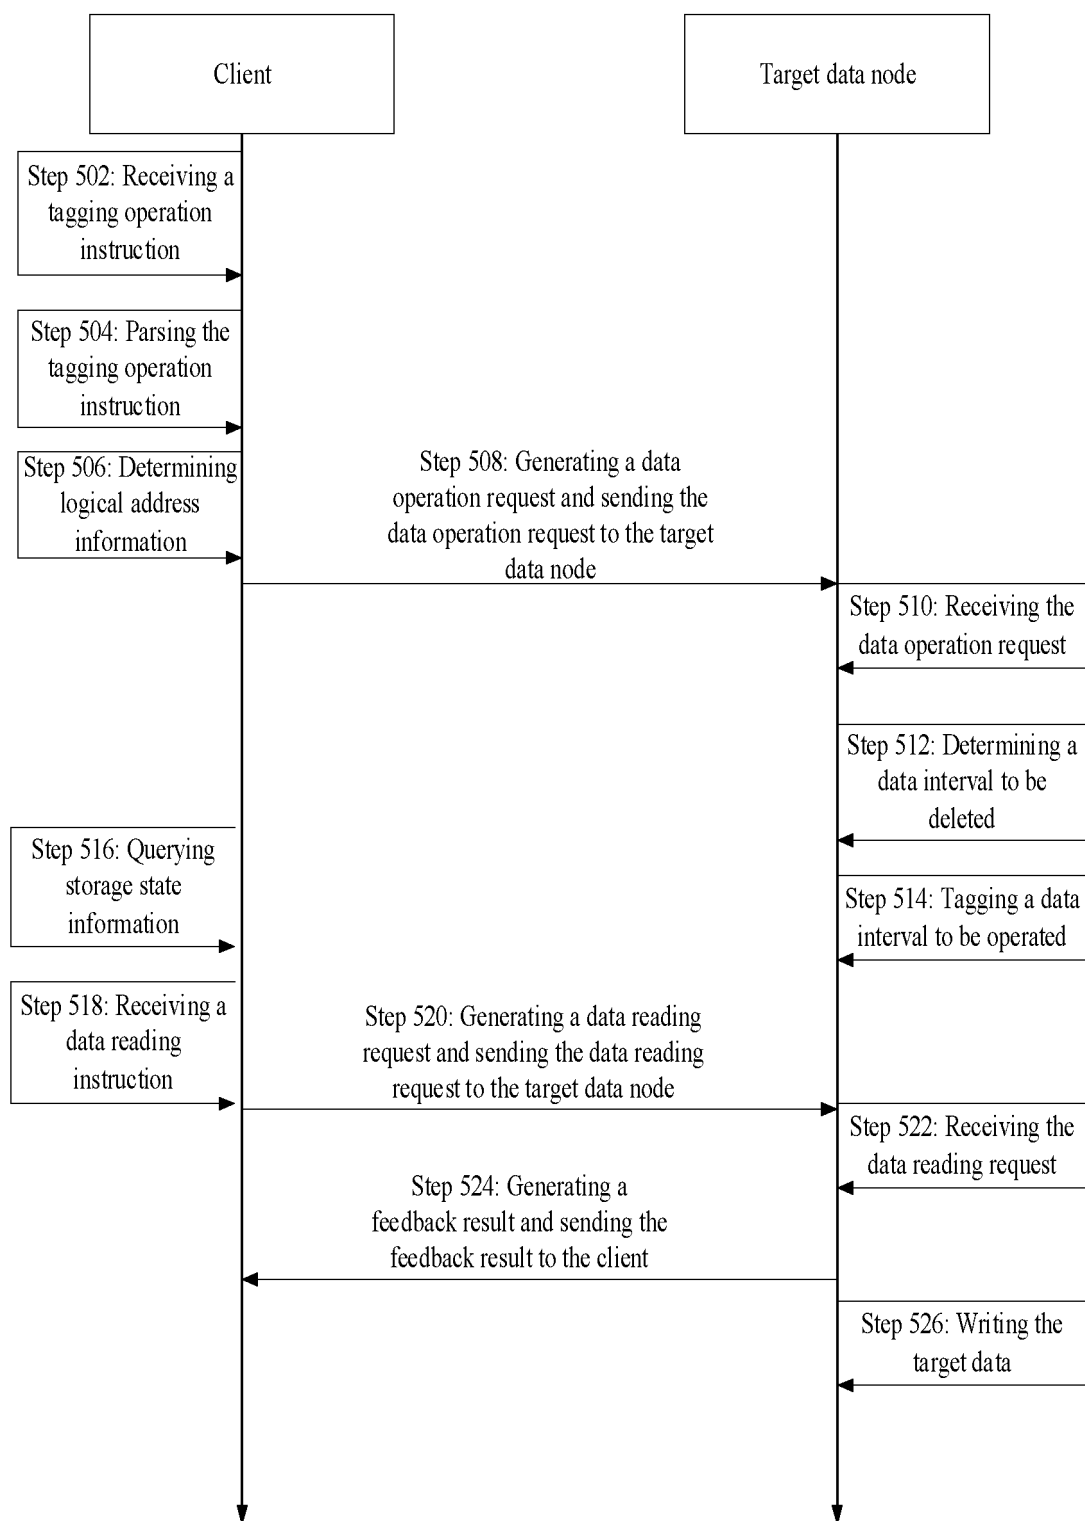 Client
Target data node
Step 502: Receiving a
tagging operation
instruction
Step 504: Parsing the
tagging operation
instruction
Step 506: Determining
logical address
information
Step 508: Generating a data
operation request and sending the
data operation request to the target
data node
Step 510: Receiving the
data operation request
Step 512: Determining a
data interval to be
deleted
Step 514: Tagging a data
interval to be operated
Step 516: Querying
storage state
information
Step 518: Receiving a
data reading
instruction
Step 520: Generating a data reading
request and sending the data reading
request to the target data node
Step 522: Receiving the
data reading request
Step 524: Generating a
feedback result and sending the
feedback result to the client
Step 526: Writing the
target data